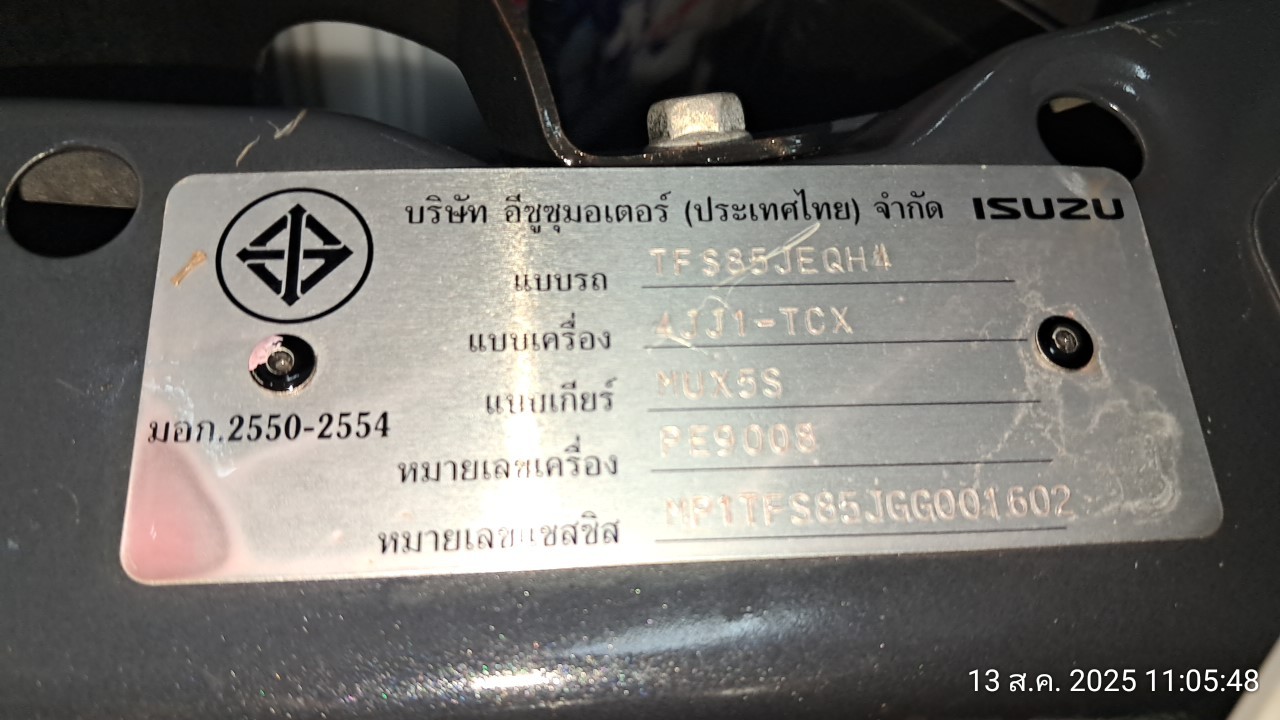 บริษัท อีซูซุมอเตอร์ (ประเทศไทย) จำกัด ISUZU
แบบรถ TFS85JEQH4
แบบเครื่อง 4JJ1-TCX
แบบเกียร์ MUX5S
มอก.2550-2554
หมายเลขเครื่อง PE9008
หมายเลขแชสซิส MP1TFS85JGG001602
13 ส.ค. 2025 11:05:48